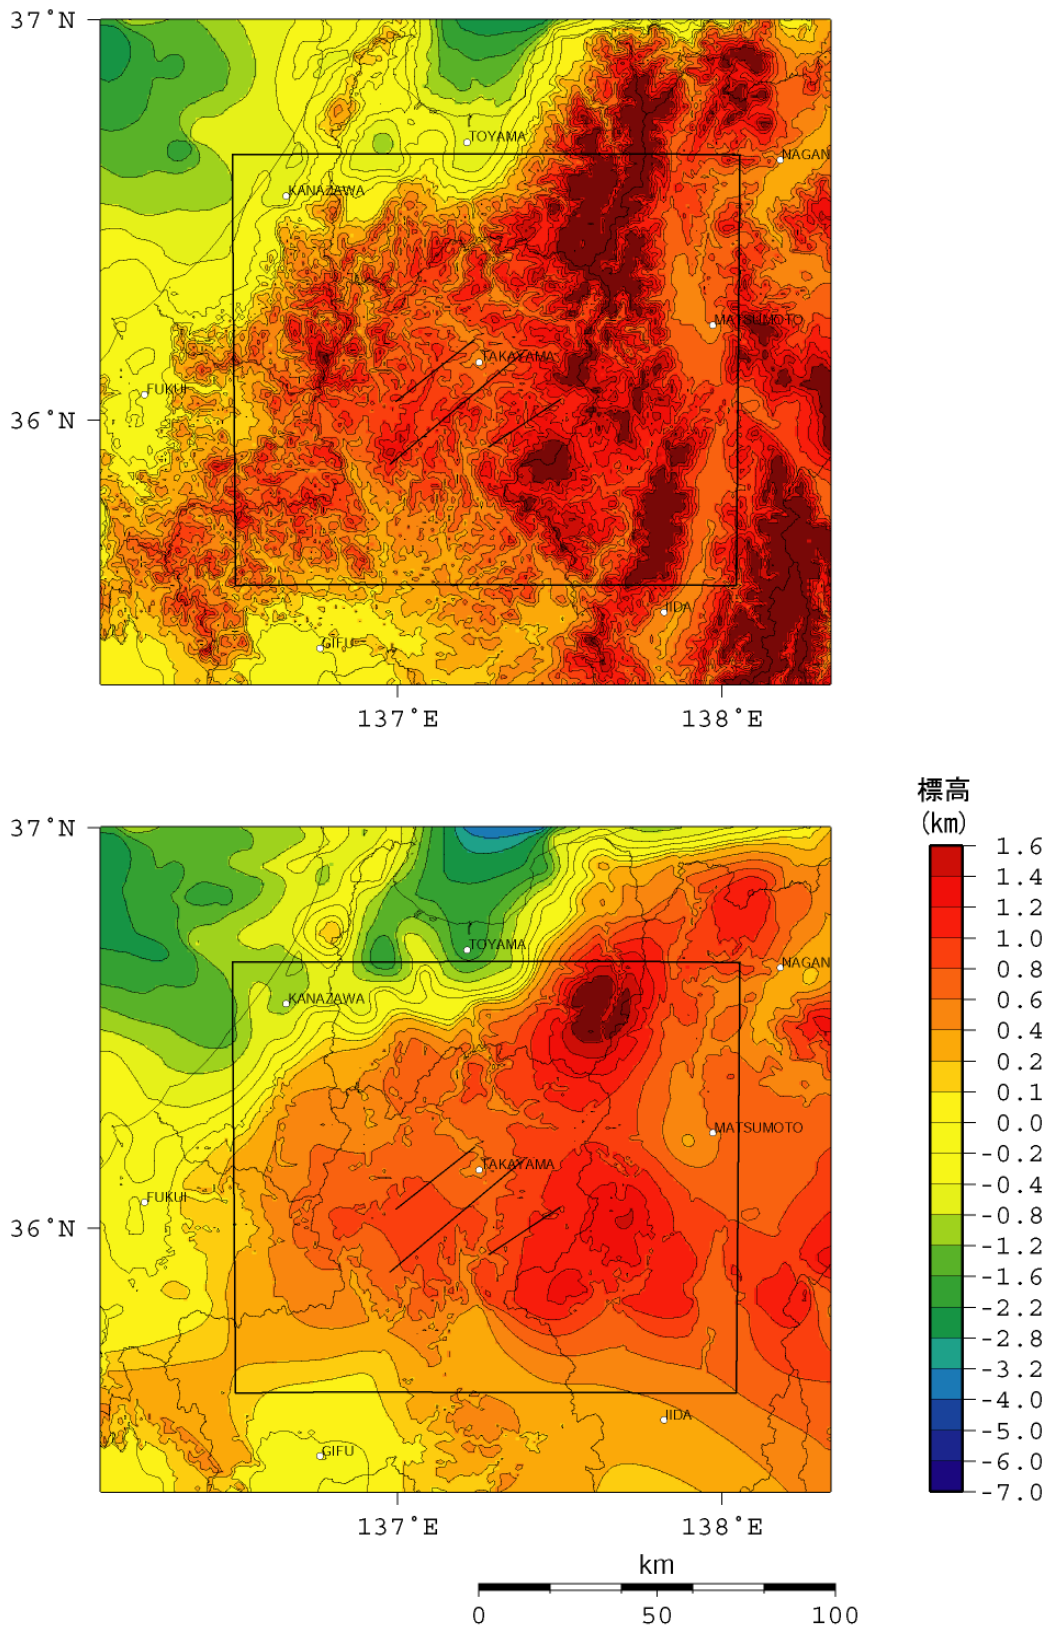 37°N
TOYAMA
NAGAN
KANAZAWA
MATSUMOTO
TAKAYAMA
FUKUI
36°N
IIDA
GIFU
137°E
138°E
標高
(km)
37°N
1.6
1.4
1.2
1.0
0.8
0.6
0.4
0.2
0.1
0.0
-0.2
-0.4
-0.8
-1.2
-1.6
-2.2
-2.8
-3.2
-4.0
-5.0
-6.0
-7.0
TOYAMA
NAGAN
KANAZAWA
MATSUMOTO
TAKAYAMA
FUKUI
36°N
IIDA
GIFU
137°E
138°E
km
0 50 100